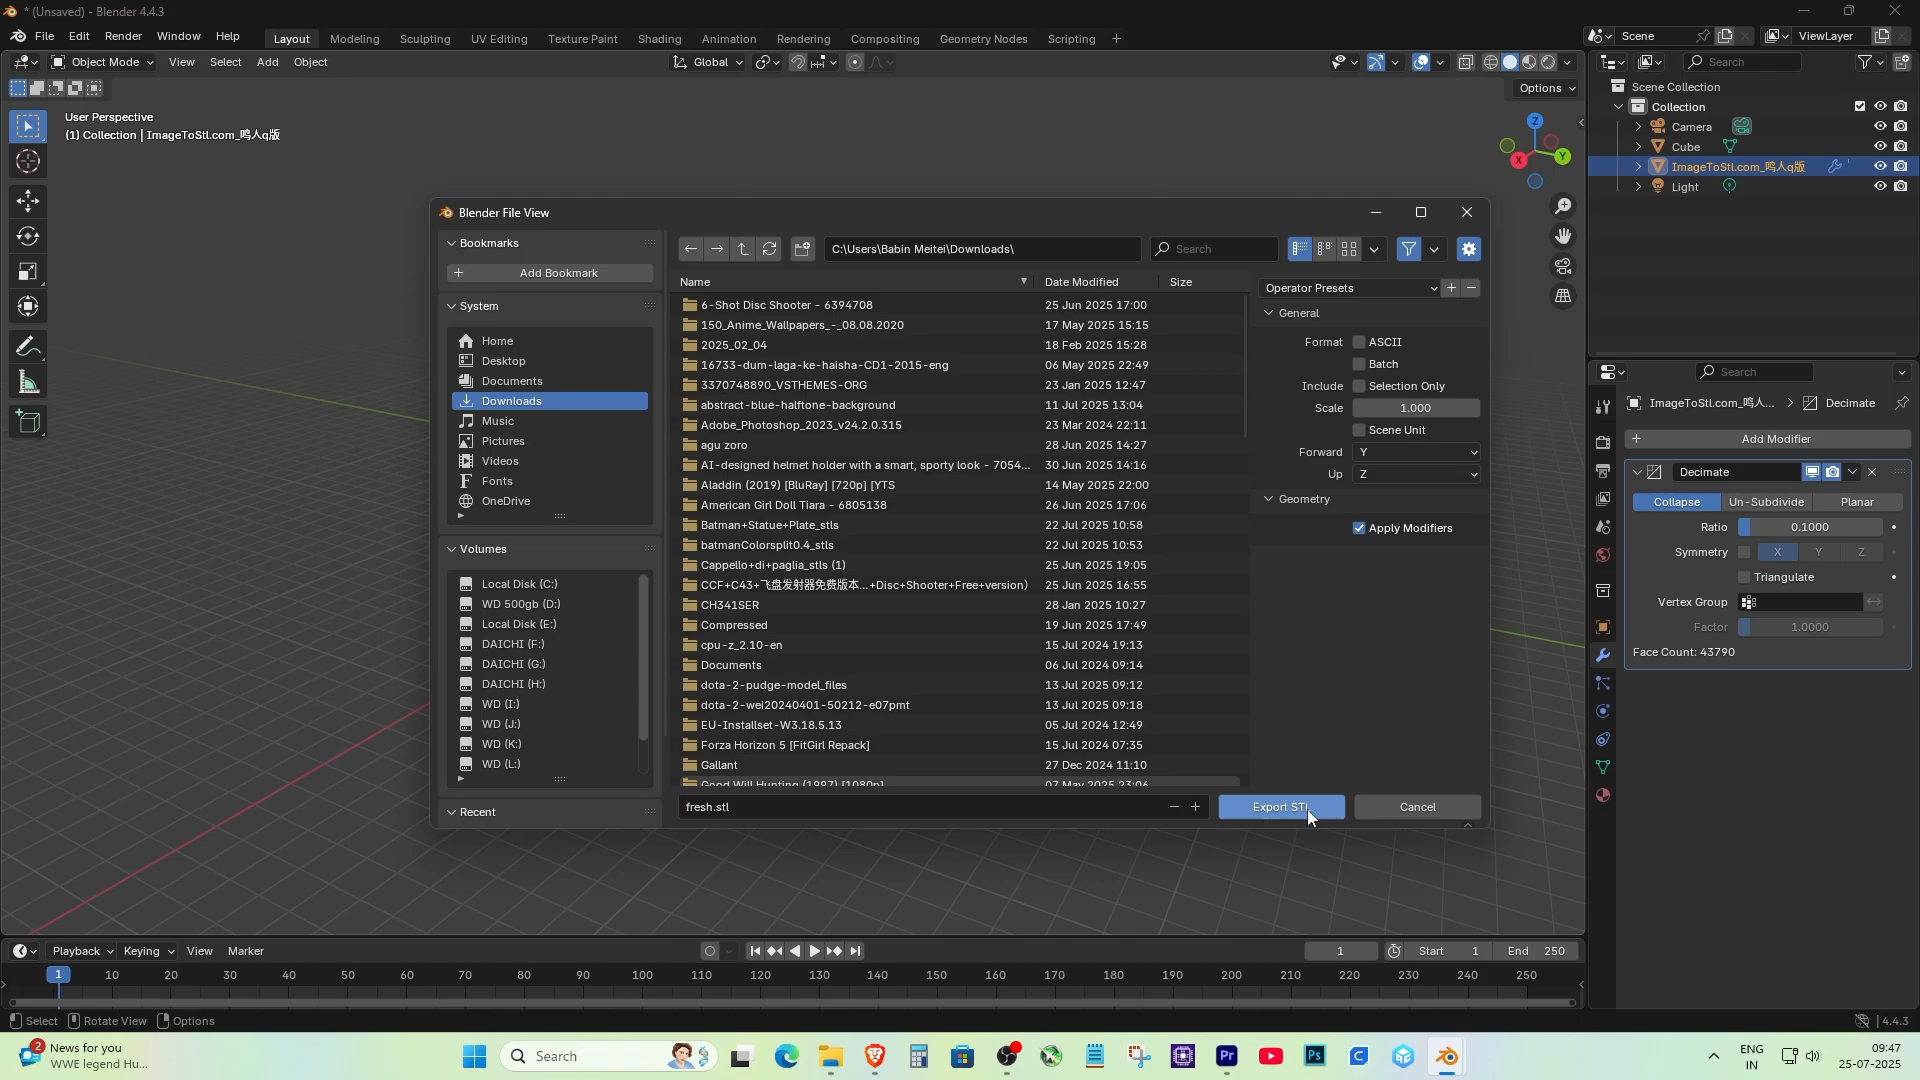 * (Unsaved) - Blender 4.4.3
File Edit Render Window Help Layout Modeling Sculpting UV Editing Texture Paint Shading Animation Rendering Compositing Geometry Nodes Scripting + Scene ViewLayer
Object Mode View Select Add Object Global Search
Options
User Perspective
(1) Collection | ImageToStl.com_鸣人q版
Z
Y
X
Scene Collection
Collection
Camera
Cube
ImageToStl.com_鸣人q版
Light
Blender File View
Bookmarks
Add Bookmark
System
Home
Desktop
Documents
Downloads
Music
Pictures
Videos
Fonts
OneDrive
Volumes
Local Disk (C:)
WD 500gb (D:)
Local Disk (E:)
DAICHI (F:)
DAICHI (G:)
DAICHI (H:)
WD (I:)
WD (J:)
WD (K:)
WD (L:)
Recent
C:\Users\Babin Meitei\Downloads\ Search
Name Date Modified Size
6-Shot Disc Shooter - 6394708 25 Jun 2025 17:00
150_Anime_Wallpapers_-_08.08.2020 17 May 2025 15:15
2025_02_04 18 Feb 2025 15:28
16733-dum-laga-ke-haisha-CD1-2015-eng 06 May 2025 22:49
3370748890_VSTHEMES-ORG 23 Jan 2025 12:47
abstract-blue-halftone-background 11 Jul 2025 13:04
Adobe_Photoshop_2023_v24.2.0.315 23 Mar 2024 22:11
agu zoro 28 Jun 2025 14:27
AI-designed helmet holder with a smart, sporty look - 7054... 30 Jun 2025 14:16
Aladdin (2019) [BluRay] [720p] [YTS 14 May 2025 22:00
American Girl Doll Tiara - 6805138 26 Jun 2025 17:06
Batman+Statue+Plate_stls 22 Jul 2025 10:58
batmanColorsplit0.4_stls 22 Jul 2025 10:53
Cappello+di+paglia_stls (1) 25 Jun 2025 19:05
CCF+C43+飞盘发射器免费版本...+Disc+Shooter+Free+version） 25 Jun 2025 16:55
CH341SER 28 Jan 2025 10:27
Compressed 19 Jun 2025 17:49
cpu-z_2.10-en 15 Jul 2024 19:13
Documents 06 Jul 2024 09:14
dota-2-pudge-model_files 13 Jul 2025 09:12
dota-2-wei20240401-50212-e07pmt 13 Jul 2025 09:18
EU-Installset-W3.18.5.13 05 Jul 2024 12:49
Forza Horizon 5 [FitGirl Repack] 15 Jul 2024 07:35
Gallant 27 Dec 2024 11:10
Good Will Hunting (1997) [1080p] 07 May 2025 23:06
fresh.stl
Export STL
Cancel
Operator Presets
General
Format ASCII
Batch
Include Selection Only
Scale 1.000
Scene Unit
Forward Y
Up Z
Geometry
Apply Modifiers
Search
ImageToStl.com_鸣人... Decimate
Add Modifier
Decimate
Collapse Un-Subdivide Planar
Ratio 0.1000
Symmetry X Y Z
Triangulate
Vertex Group
Factor 1.0000
Face Count: 43790
Playback Keying View Marker 1 Start 1 End 250
1 10 20 30 40 50 60 70 80 90 100 110 120 130 140 150 160 170 180 190 200 210 220 230 240 250
Select Rotate View Options 4.4.3
2 News for you
WWE legend Hu...
Search
Pr
Ps
ENG
IN
09:47
25-07-2025